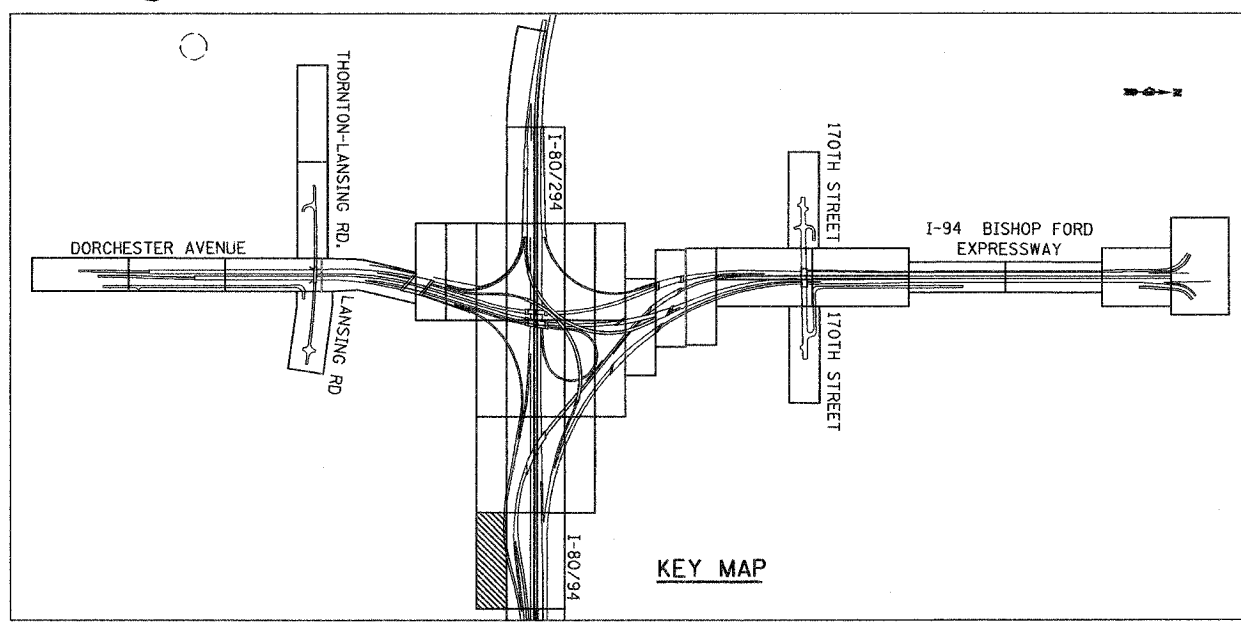 THORNTON-LANSING RD.
I-80/294
170TH STREET
N
DORCHESTER AVENUE
I-94 BISHOP FORD
EXPRESSWAY
LANSING RD
170TH STREET
I-80/94
KEY MAP